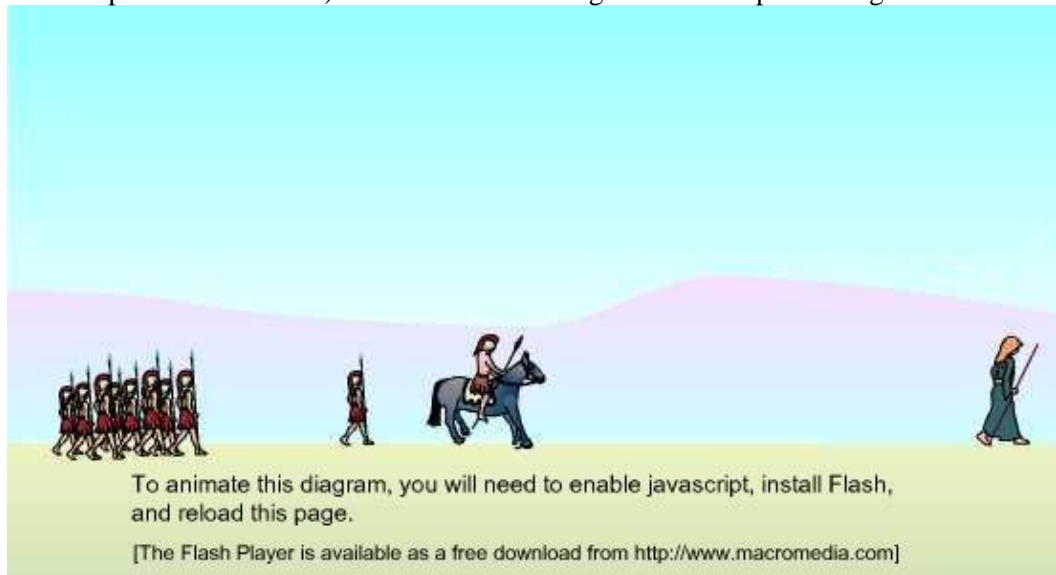 To animate this diagram, you will need to enable javascript, install Flash,
and reload this page.
[The Flash Player is available as a free download from http://www.macromedia.com]